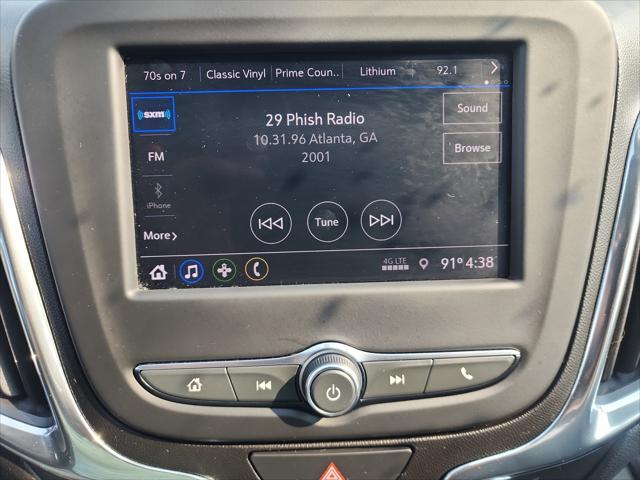 70s on 7 Classic Vinyl Prime Coun.. Lithium 92.1
sxm
29 Phish Radio
Sound
10.31.96 Atlanta, GA
FM
2001
Browse
iPhone
Tune
More
4G LTE
91° 4:38